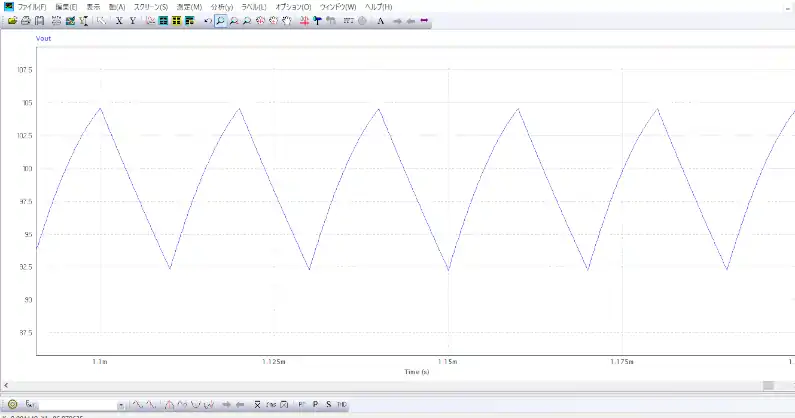 ファイル(F) 編集(E) 表示 軸(A) スクリーン(S) 測定(M) 分析(y) ラベル(L) オプション(O) ウィンドウ(W) ヘルプ(H)
X Y A
Vout
107.5
105
102.5
100
97.5
95
92.5
90
87.5
1.1m 1.125m 1.15m 1.175m
Time (s)
P S THD